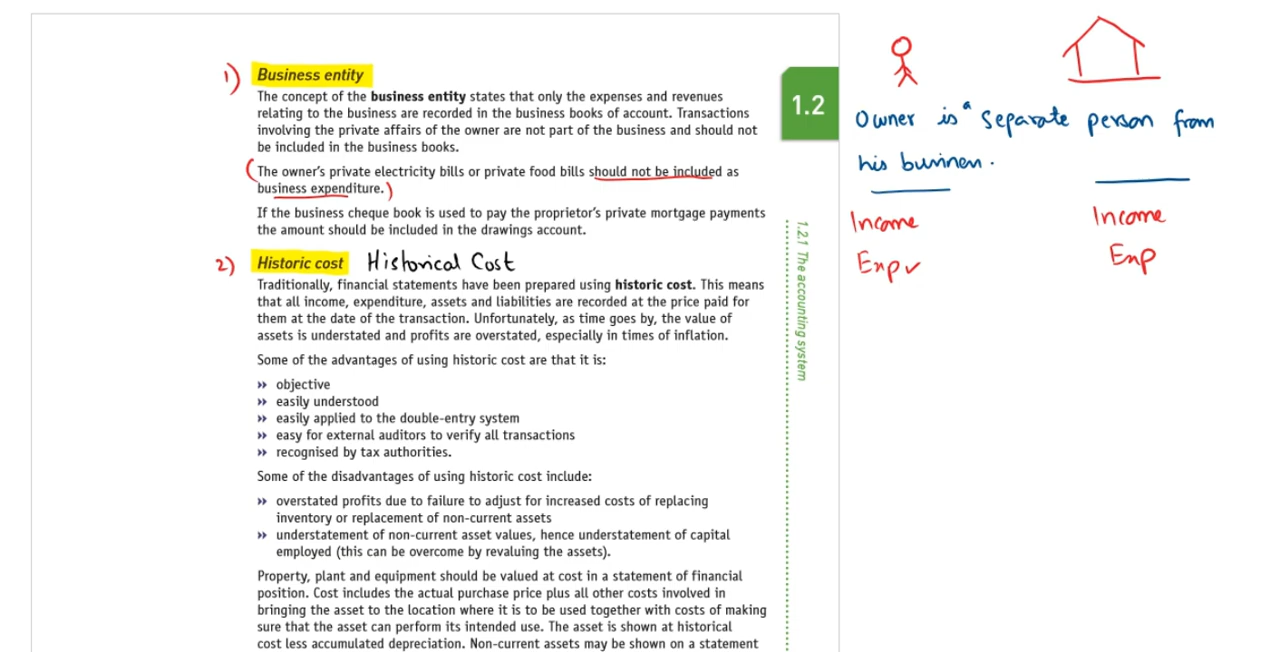 1) Business entity
The concept of the business entity states that only the expenses and revenues
relating to the business are recorded in the business books of account. Transactions
involving the private affairs of the owner are not part of the business and should not
be included in the business books.
(The owner's private electricity bills or private food bills should not be included as
business expenditure.)
If the business cheque book is used to pay the proprietor's private mortgage payments
the amount should be included in the drawings account.
2) Historic cost Historical Cost
Traditionally, financial statements have been prepared using historic cost. This means
that all income, expenditure, assets and liabilities are recorded at the price paid for
them at the date of the transaction. Unfortunately, as time goes by, the value of
assets is understated and profits are overstated, especially in times of inflation.
Some of the advantages of using historic cost are that it is:
» objective
» easily understood
» easily applied to the double-entry system
» easy for external auditors to verify all transactions
» recognised by tax authorities.
Some of the disadvantages of using historic cost include:
» overstated profits due to failure to adjust for increased costs of replacing
inventory or replacement of non-current assets
» understatement of non-current asset values, hence understatement of capital
employed (this can be overcome by revaluing the assets).
Property, plant and equipment should be valued at cost in a statement of financial
position. Cost includes the actual purchase price plus all other costs involved in
bringing the asset to the location where it is to be used together with costs of making
sure that the asset can perform its intended use. The asset is shown at historical
cost less accumulated depreciation. Non-current assets may be shown on a statement
1.2
1.2.1 The accounting system
Owner is a separate person from
his business.
Income Income
Exp ✓ Exp